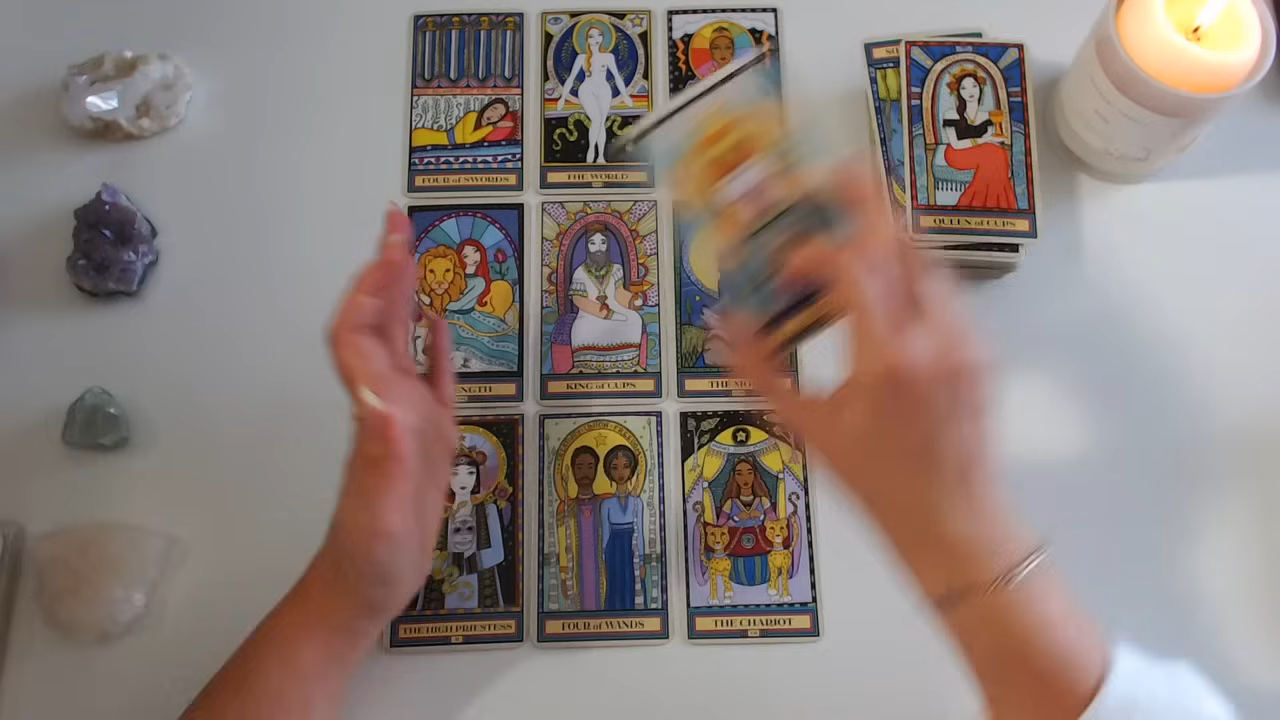 FOUR of SWORDS
THE WORLD
QUEEN of CUPS
KING of CUPS
THE HIGH PRIESTESS
FOUR of WANDS
THE CHARIOT